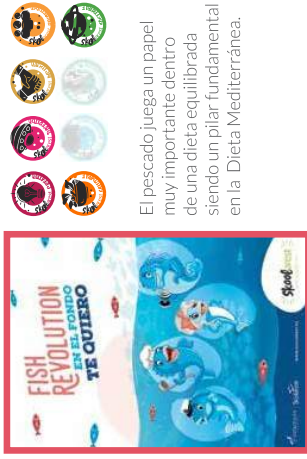 El pescado juega un papel
muy importante dentro
de una dieta equilibrada
siendo un pilar fundamental
en la Dieta Mediterránea.
FISH
REVOLUTION
EN EL FONDO
TE QUIERO